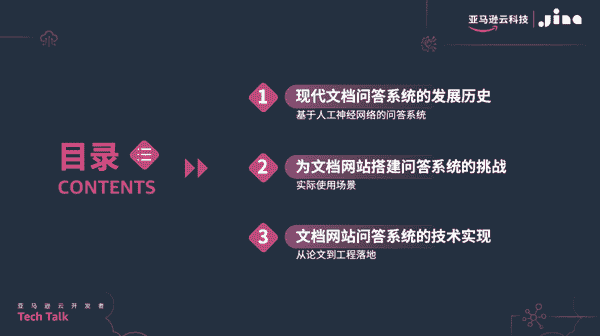 亚马逊云科技
Jina
1
现代文档问答系统的发展历史
基于人工神经网络的问答系统
目录
CONTENTS
2
为文档网站搭建问答系统的挑战
实际使用场景
3
文档网站问答系统的技术实现
从论文到工程落地
亚马逊云开发者
Tech Talk